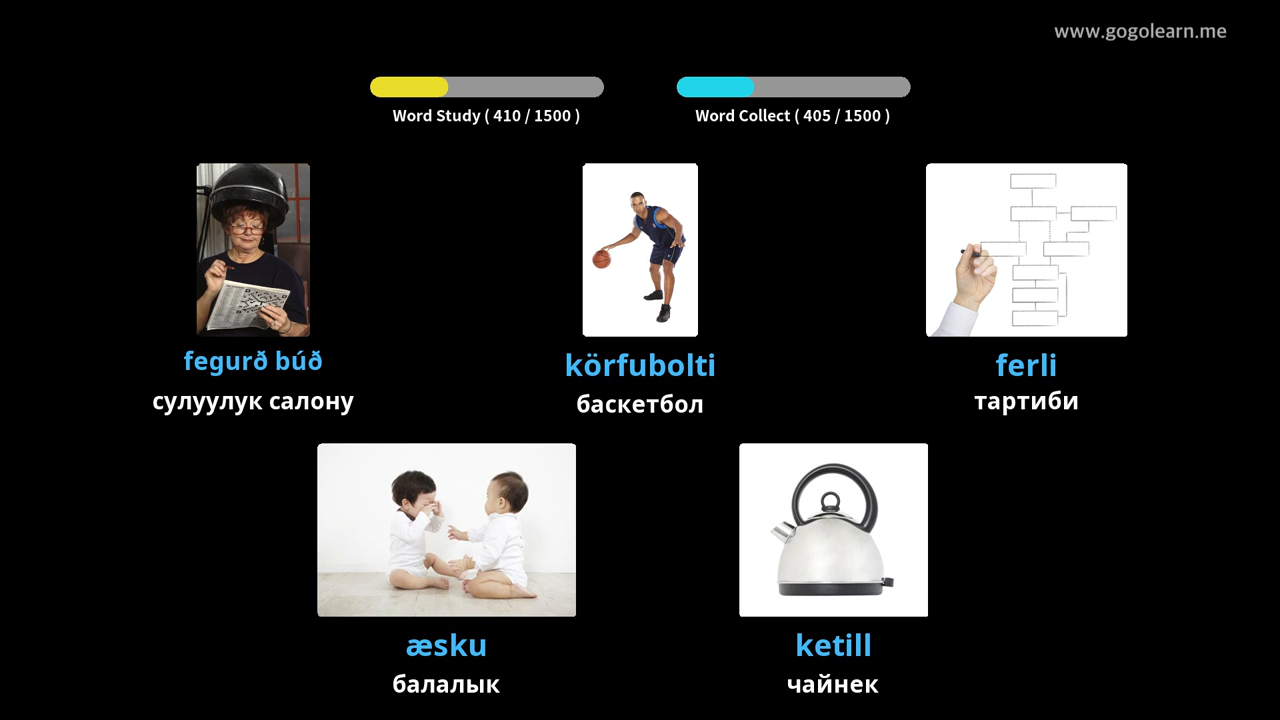 www.gogolearn.me
Word Study ( 410 / 1500 )
Word Collect ( 405 / 1500 )
fegurð búð
körfubolti
ferli
сулуулук салону
баскетбол
тартиби
æsku
ketill
балалык
чайнек